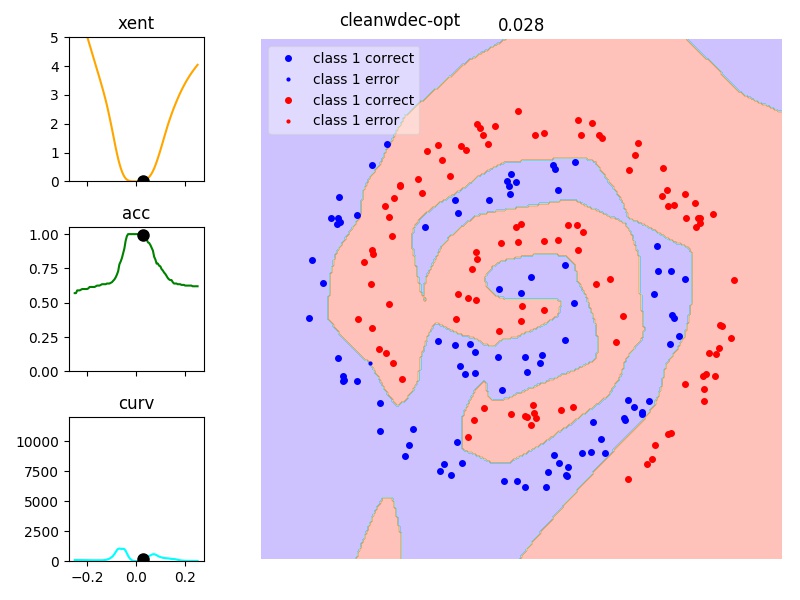 xent
5
4
3
2
1
0
acc
1.00
0.75
0.50
0.25
0.00
curv
10000
7500
5000
2500
0
−0.2 0.0 0.2
cleanwdec-opt 0.028
class 1 correct
class 1 error
class 1 correct
class 1 error